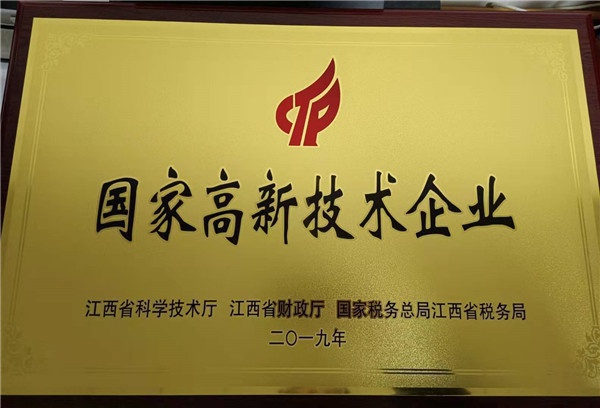 CTP
国家高新技术企业
江西省科学技术厅 江西省财政厅 国家税务总局江西省税务局
二〇一九年